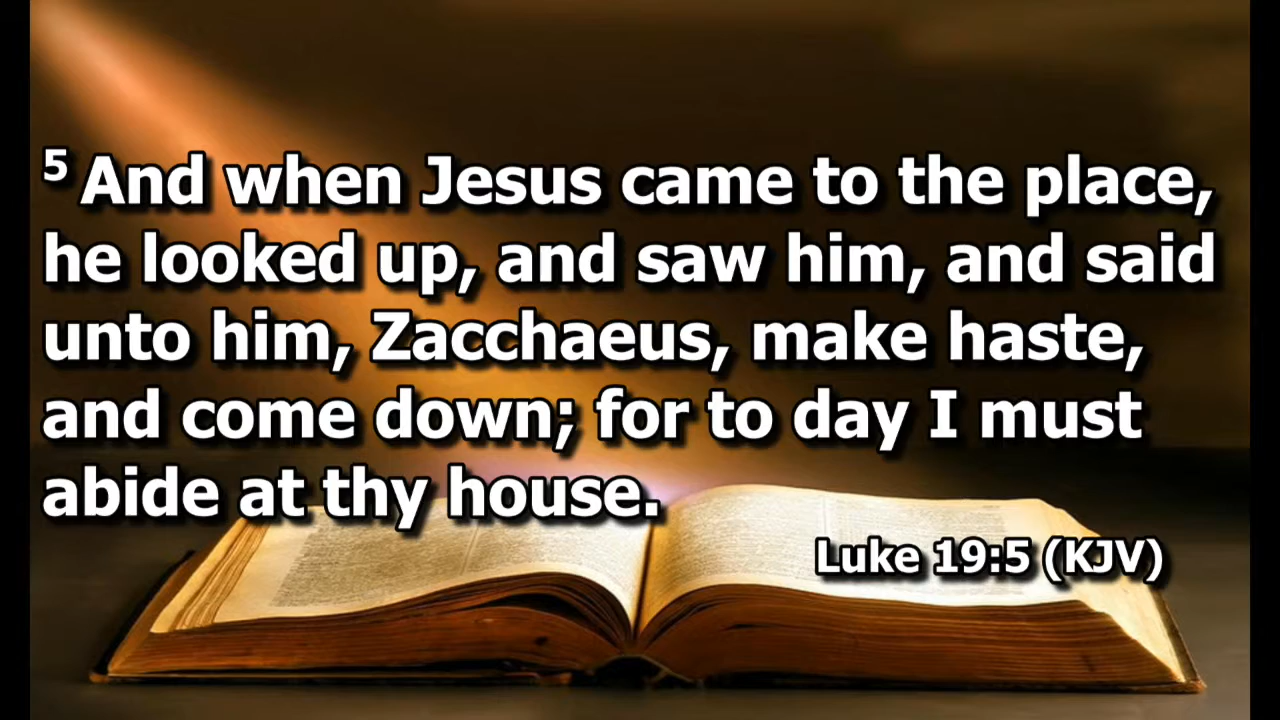 5 And when Jesus came to the place,
he looked up, and saw him, and said
unto him, Zacchaeus, make haste,
and come down; for to day I must
abide at thy house.
Luke 19:5 (KJV)